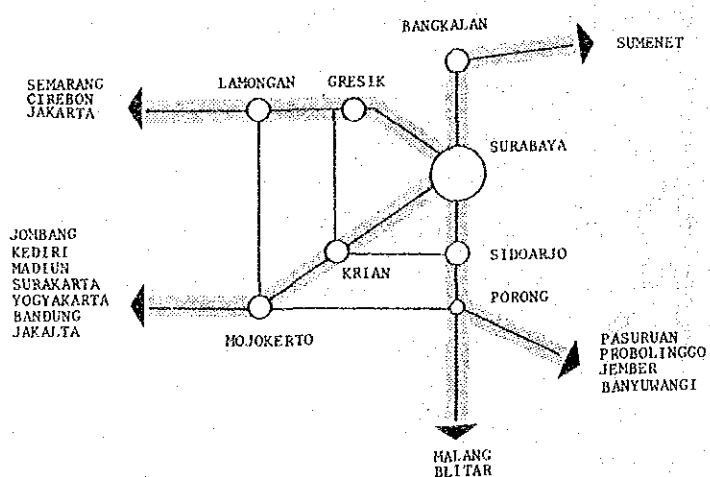 BANGKALAN
SUMENET
SEMARANG
CIREBON
JAKARTA
LAMONGAN
GRESIK
SURABAYA
JOMBANG
KEDIRI
MADIUN
SURAKARTA
YOGYAKARTA
BANDUNG
JAKALTA
KRIAN
SIDOARJO
MOJOKERTO
PORONG
PASURUAN
PROBOLINGGO
JEMBER
BANYUWANGI
MALANG
BLITAR